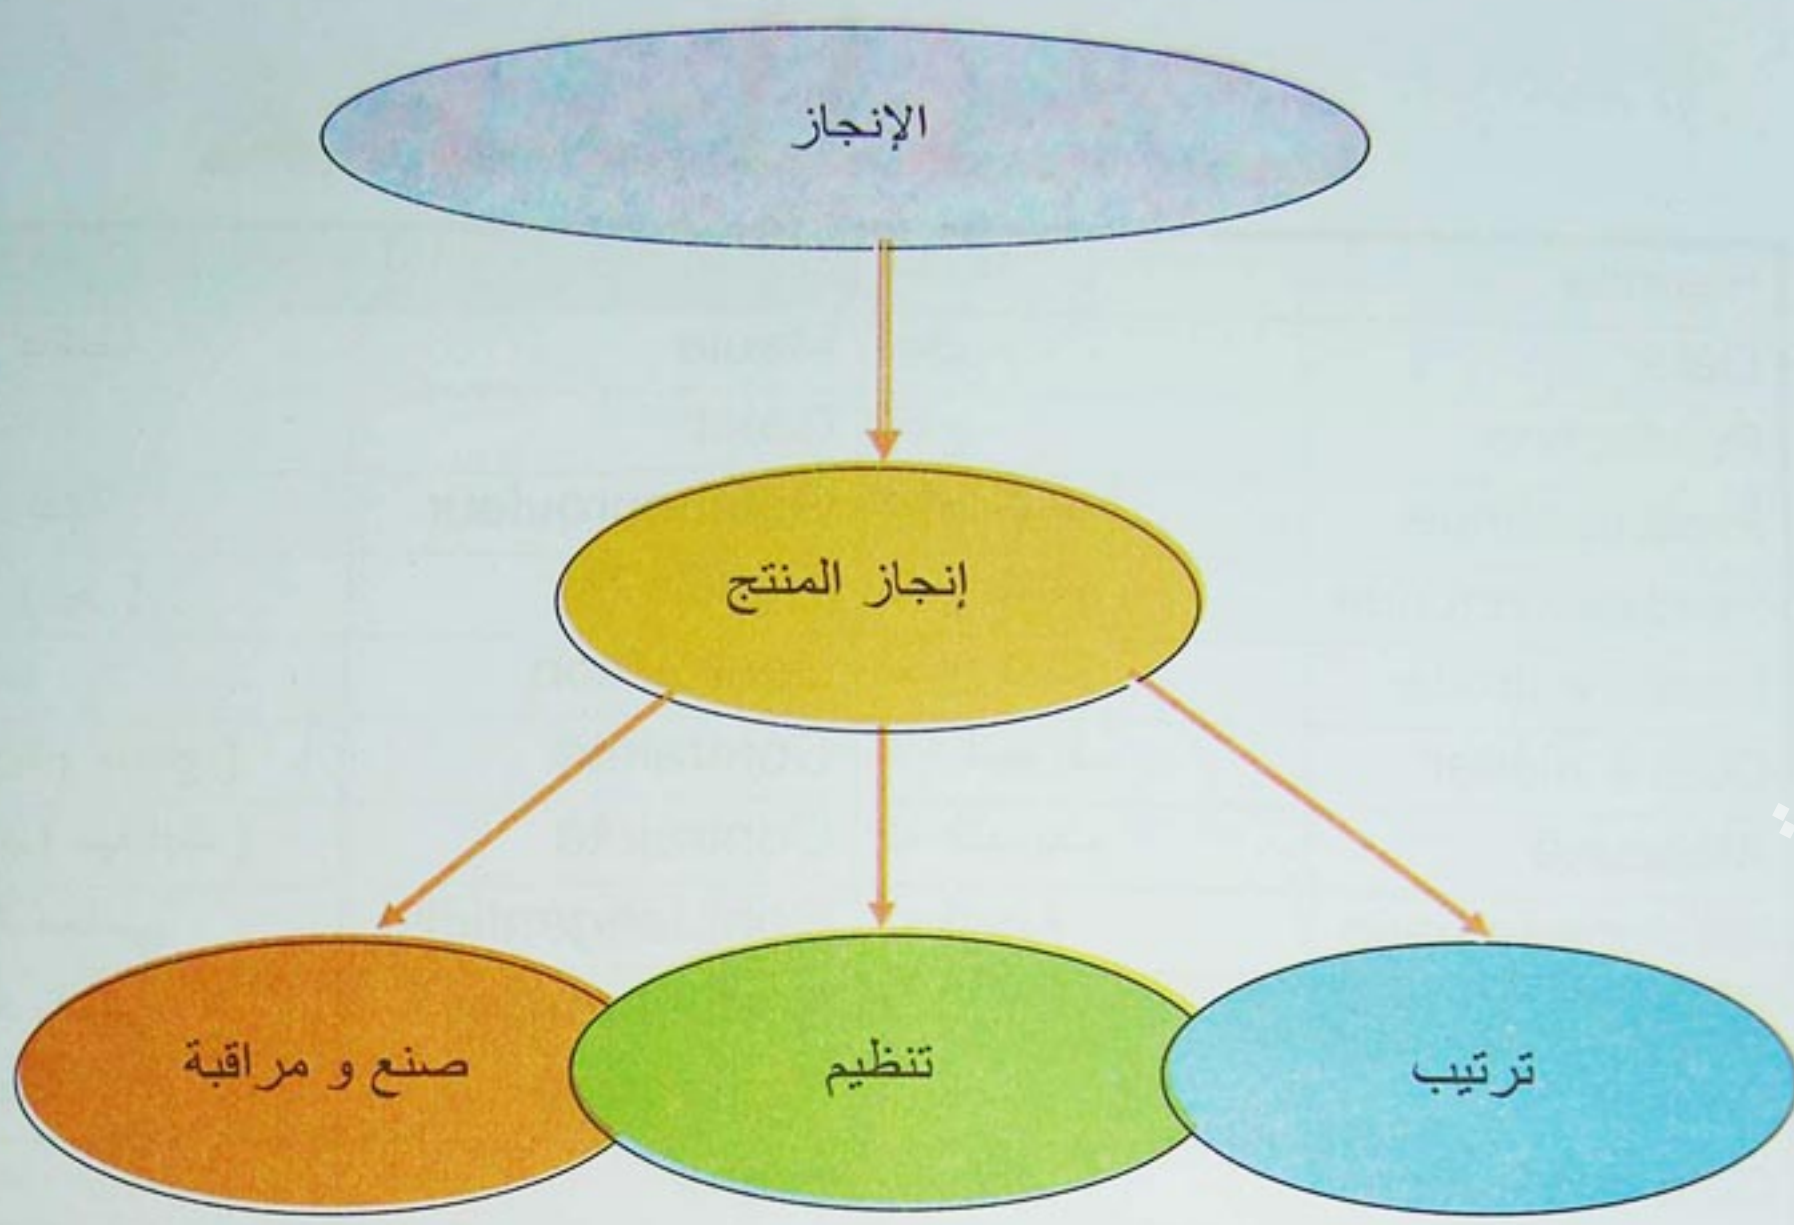 الإنجاز
إنجاز المنتج
ترتيب
تنظيم
صنع و مراقبة